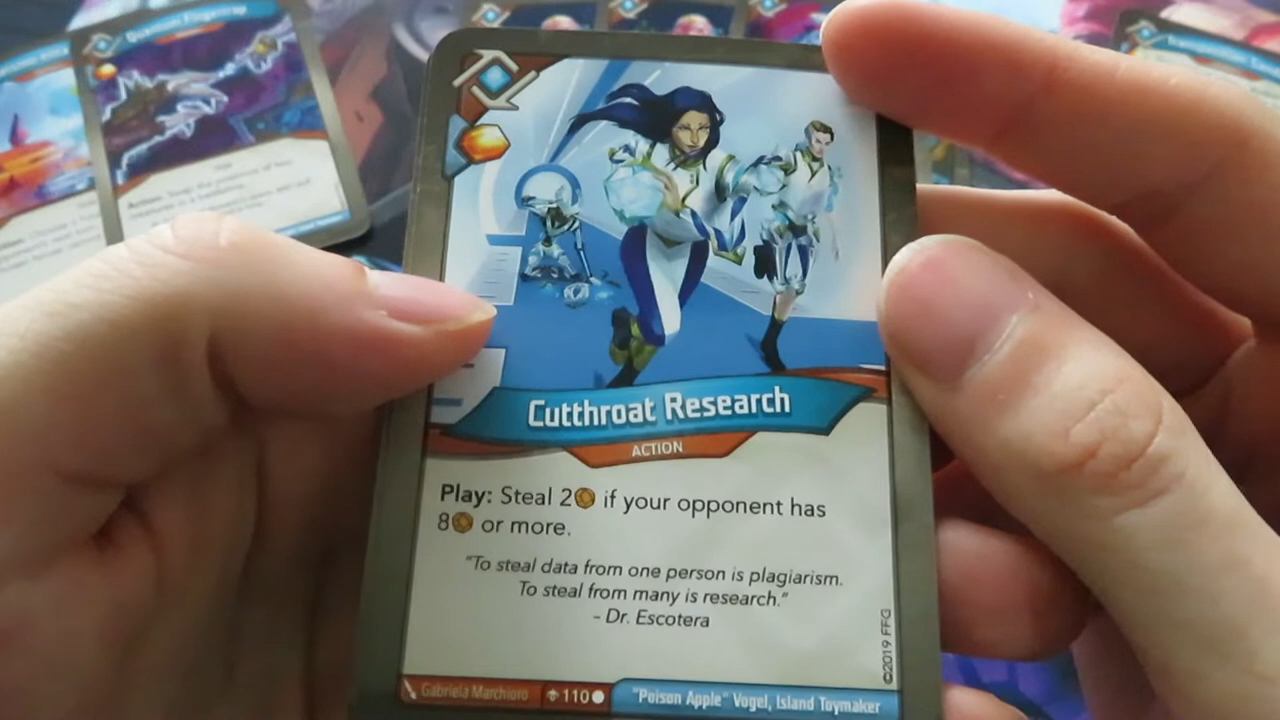 Quantum Fingertrap
Cutthroat Research
ACTION
Play: Steal 2 if your opponent has
8 or more.
"To steal data from one person is plagiarism.
To steal from many is research."
- Dr. Escotera
©2019 FFG
Gabriela Marchioro
110
"Poison Apple" Vogel, Island Toymaker